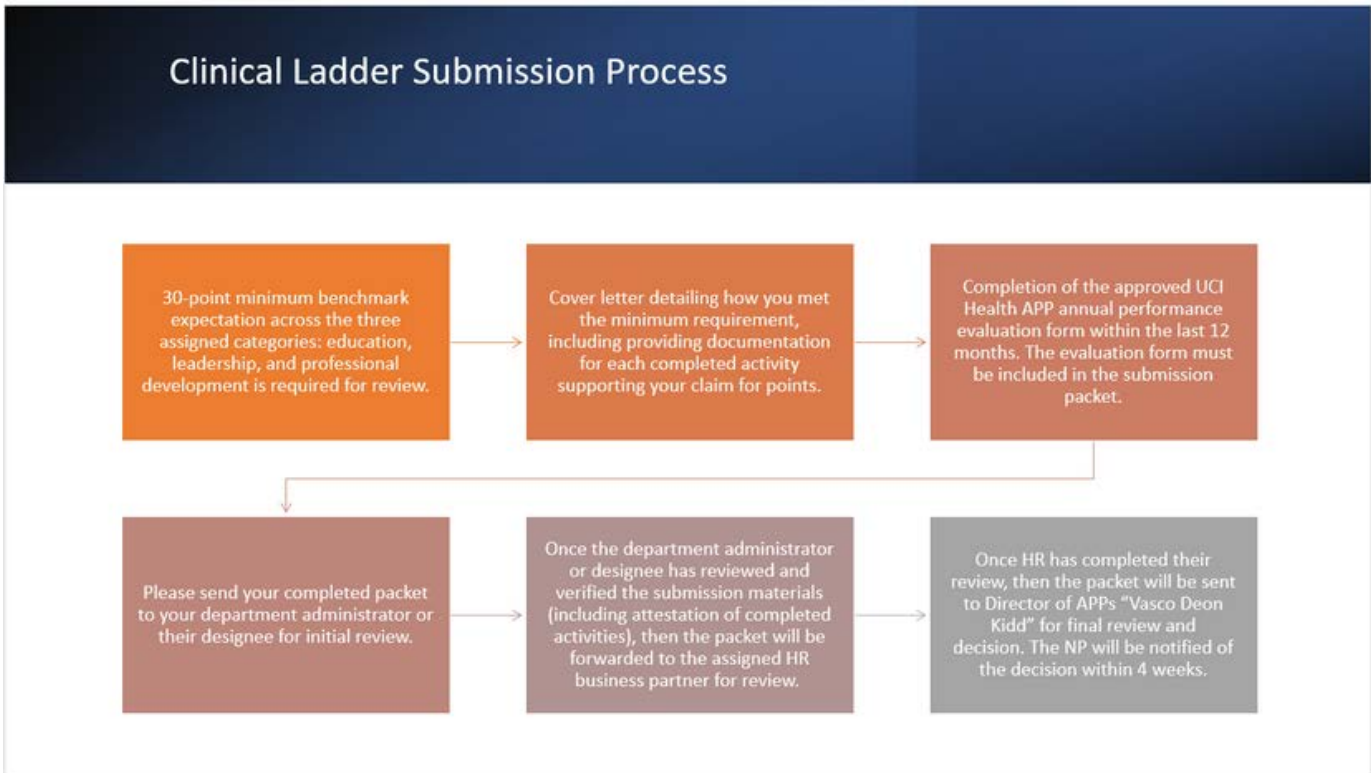 Clinical Ladder Submission Process
30-point minimum benchmark
expectation across the three
assigned categories: education,
leadership, and professional
development is required for review.
Cover letter detailing how you met
the minimum requirement,
including providing documentation
for each completed activity
supporting your claim for points.
Completion of the approved UCI
Health APP annual performance
evaluation form within the last 12
months. The evaluation form must
be included in the submission
packet.
Please send your completed packet
to your department administrator or
their designee for initial review.
Once the department administrator
or designee has reviewed and
verified the submission materials
(including attestation of completed
activities), then the packet will be
forwarded to the assigned HR
business partner for review.
Once HR has completed their
review, then the packet will be sent
to Director of APPs “Vasco Deon
Kidd” for final review and
decision. The NP will be notified of
the decision within 4 weeks.